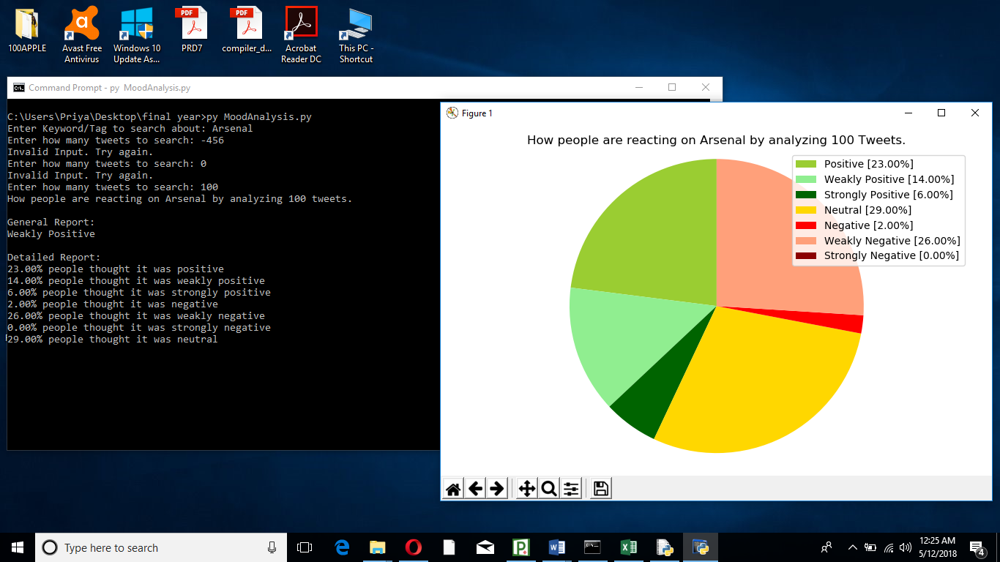 100APPLE
Avast Free
Antivirus
Windows 10
Update As...
PDF
PRD7
PDF
compiler_d...
Acrobat
Reader DC
This PC -
Shortcut
Command Prompt - py  MoodAnalysis.py
C:\Users\Priya\Desktop\final year>py MoodAnalysis.py
Enter Keyword/Tag to search about: Arsenal
Enter how many tweets to search: -456
Invalid Input. Try again.
Enter how many tweets to search: 0
Invalid Input. Try again.
Enter how many tweets to search: 100
How people are reacting on Arsenal by analyzing 100 tweets.
General Report:
Weakly Positive
Detailed Report:
23.00% people thought it was positive
14.00% people thought it was weakly positive
6.00% people thought it was strongly positive
2.00% people thought it was negative
26.00% people thought it was weakly negative
0.00% people thought it was strongly negative
29.00% people thought it was neutral
Figure 1
How people are reacting on Arsenal by analyzing 100 Tweets.
Positive [23.00%]
Weakly Positive [14.00%]
Strongly Positive [6.00%]
Neutral [29.00%]
Negative [2.00%]
Weakly Negative [26.00%]
Strongly Negative [0.00%]
Type here to search
12:25 AM
5/12/2018
4